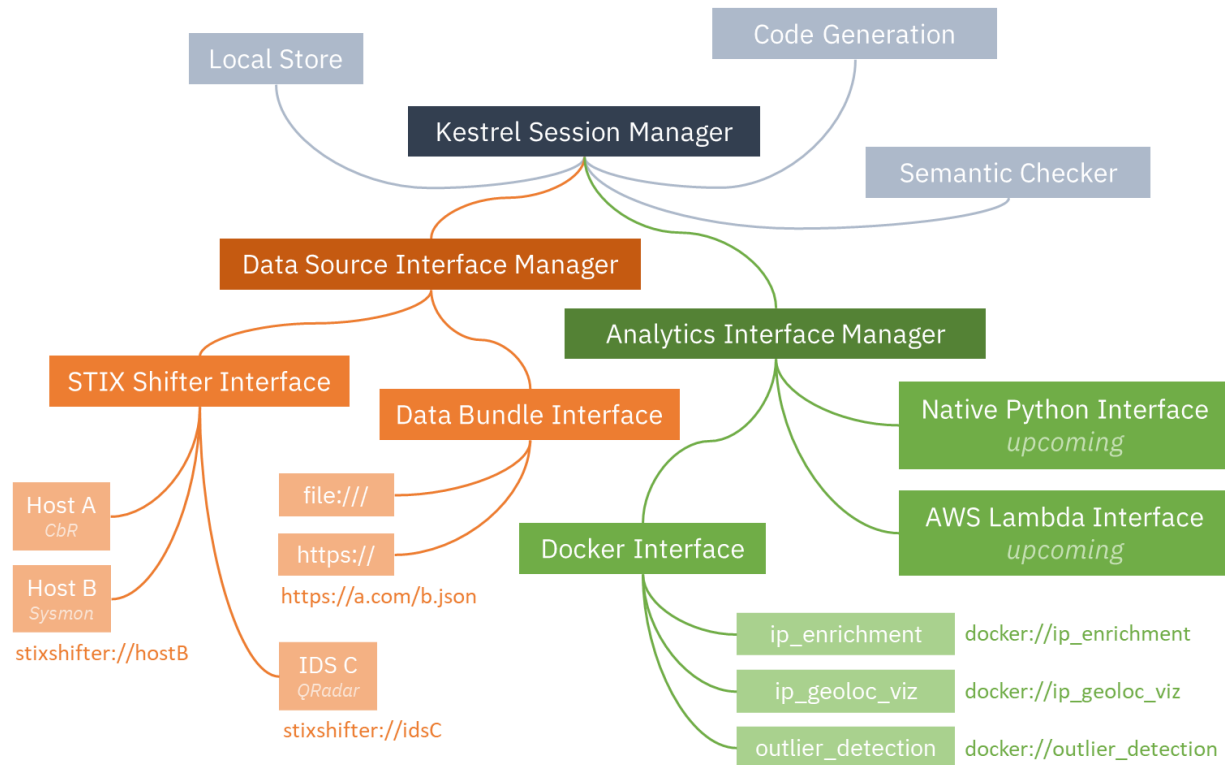 Local Store
Code Generation
Kestrel Session Manager
Semantic Checker
Data Source Interface Manager
Analytics Interface Manager
STIX Shifter Interface
Data Bundle Interface
Native Python Interface
upcoming
Host A
CbR
file:///
AWS Lambda Interface
upcoming
Docker Interface
https://
Host B
Sysmon
https://a.com/b.json
stixshifter://hostB
ip_enrichment
docker://ip_enrichment
IDS C
QRadar
ip_geoloc_viz
docker://ip_geoloc_viz
stixshifter://idsC
outlier_detection
docker://outlier_detection